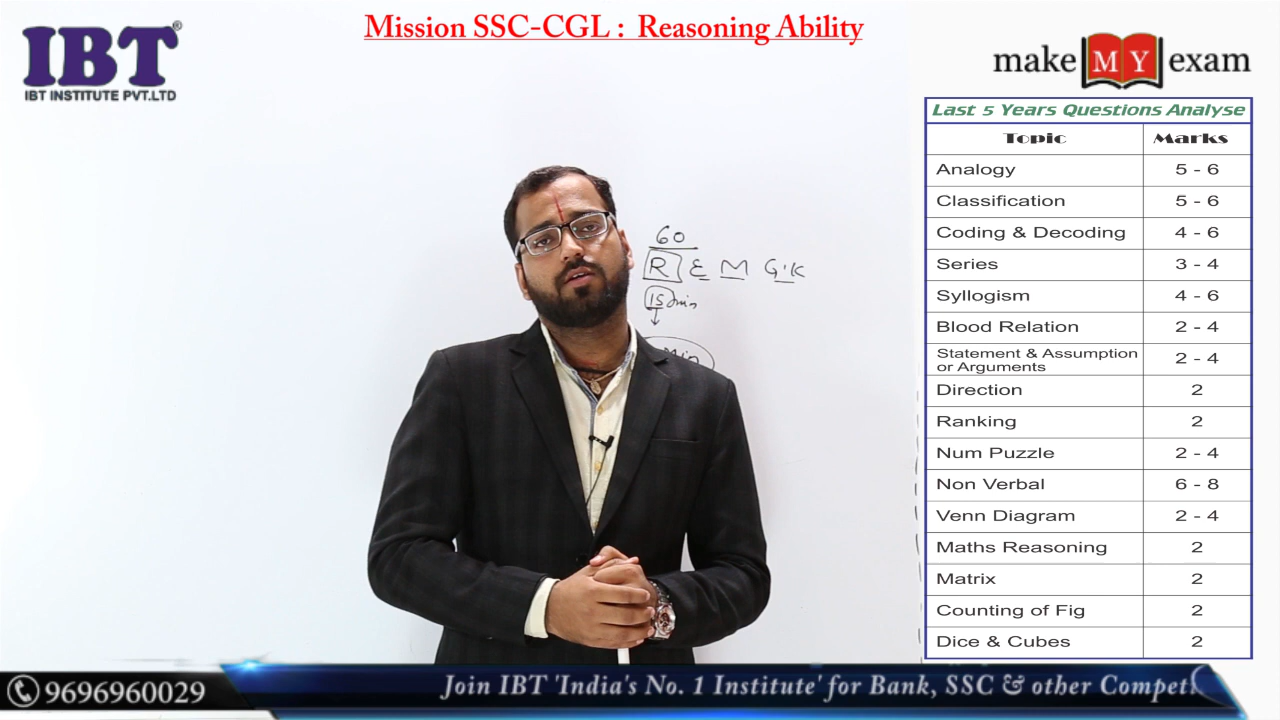 Mission SSC-CGL : Reasoning Ability
IBT®
IBT INSTITUTE PVT.LTD
make MY exam
Last 5 Years Questions Analyse
Topic Marks
Analogy 5 - 6
Classification 5 - 6
Coding & Decoding 4 - 6
Series 3 - 4
Syllogism 4 - 6
Blood Relation 2 - 4
Statement & Assumption
or Arguments 2 - 4
Direction 2
Ranking 2
Num Puzzle 2 - 4
Non Verbal 6 - 8
Venn Diagram 2 - 4
Maths Reasoning 2
Matrix 2
Counting of Fig 2
Dice & Cubes 2
60
R E M G.K
15 min
Min
9696960029
Join IBT 'India's No. 1 Institute' for Bank, SSC & other Compet